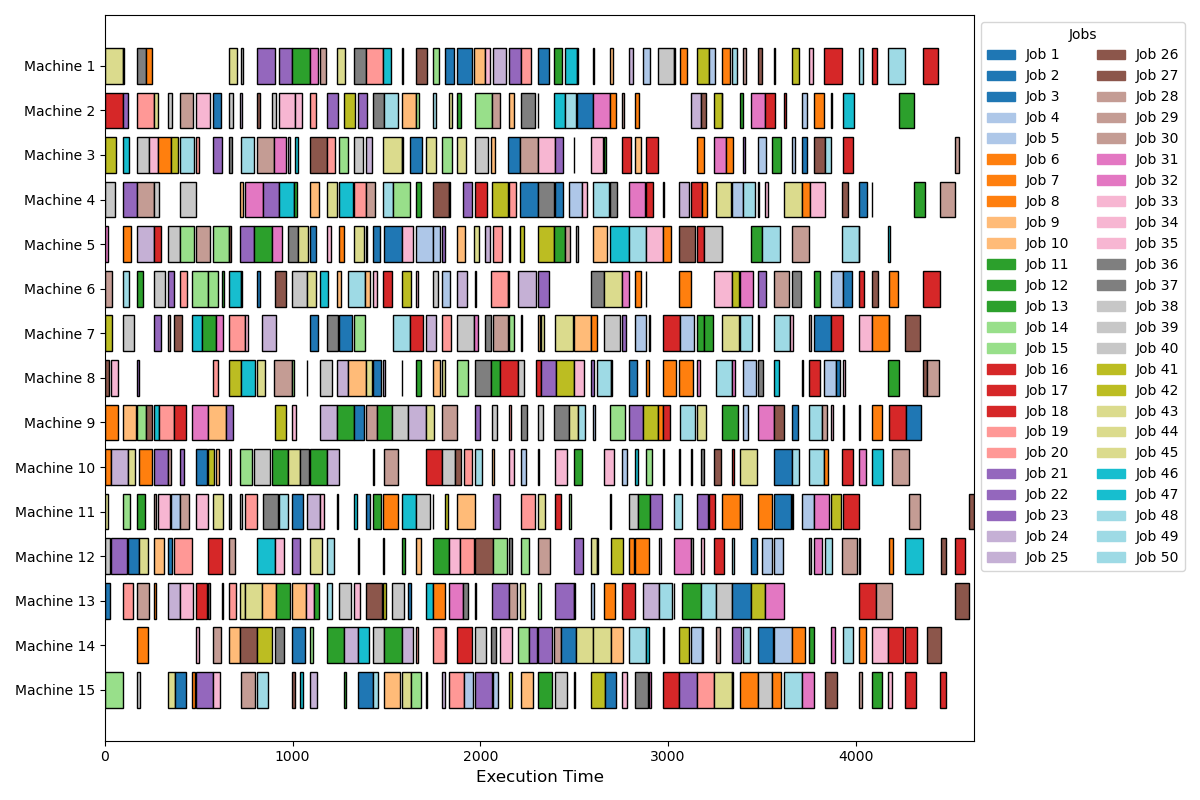 Machine 1
Machine 2
Machine 3
Machine 4
Machine 5
Machine 6
Machine 7
Machine 8
Machine 9
Machine 10
Machine 11
Machine 12
Machine 13
Machine 14
Machine 15
0 1000 2000 3000 4000
Execution Time
Jobs
Job 1 Job 26
Job 2 Job 27
Job 3 Job 28
Job 4 Job 29
Job 5 Job 30
Job 6 Job 31
Job 7 Job 32
Job 8 Job 33
Job 9 Job 34
Job 10 Job 35
Job 11 Job 36
Job 12 Job 37
Job 13 Job 38
Job 14 Job 39
Job 15 Job 40
Job 16 Job 41
Job 17 Job 42
Job 18 Job 43
Job 19 Job 44
Job 20 Job 45
Job 21 Job 46
Job 22 Job 47
Job 23 Job 48
Job 24 Job 49
Job 25 Job 50